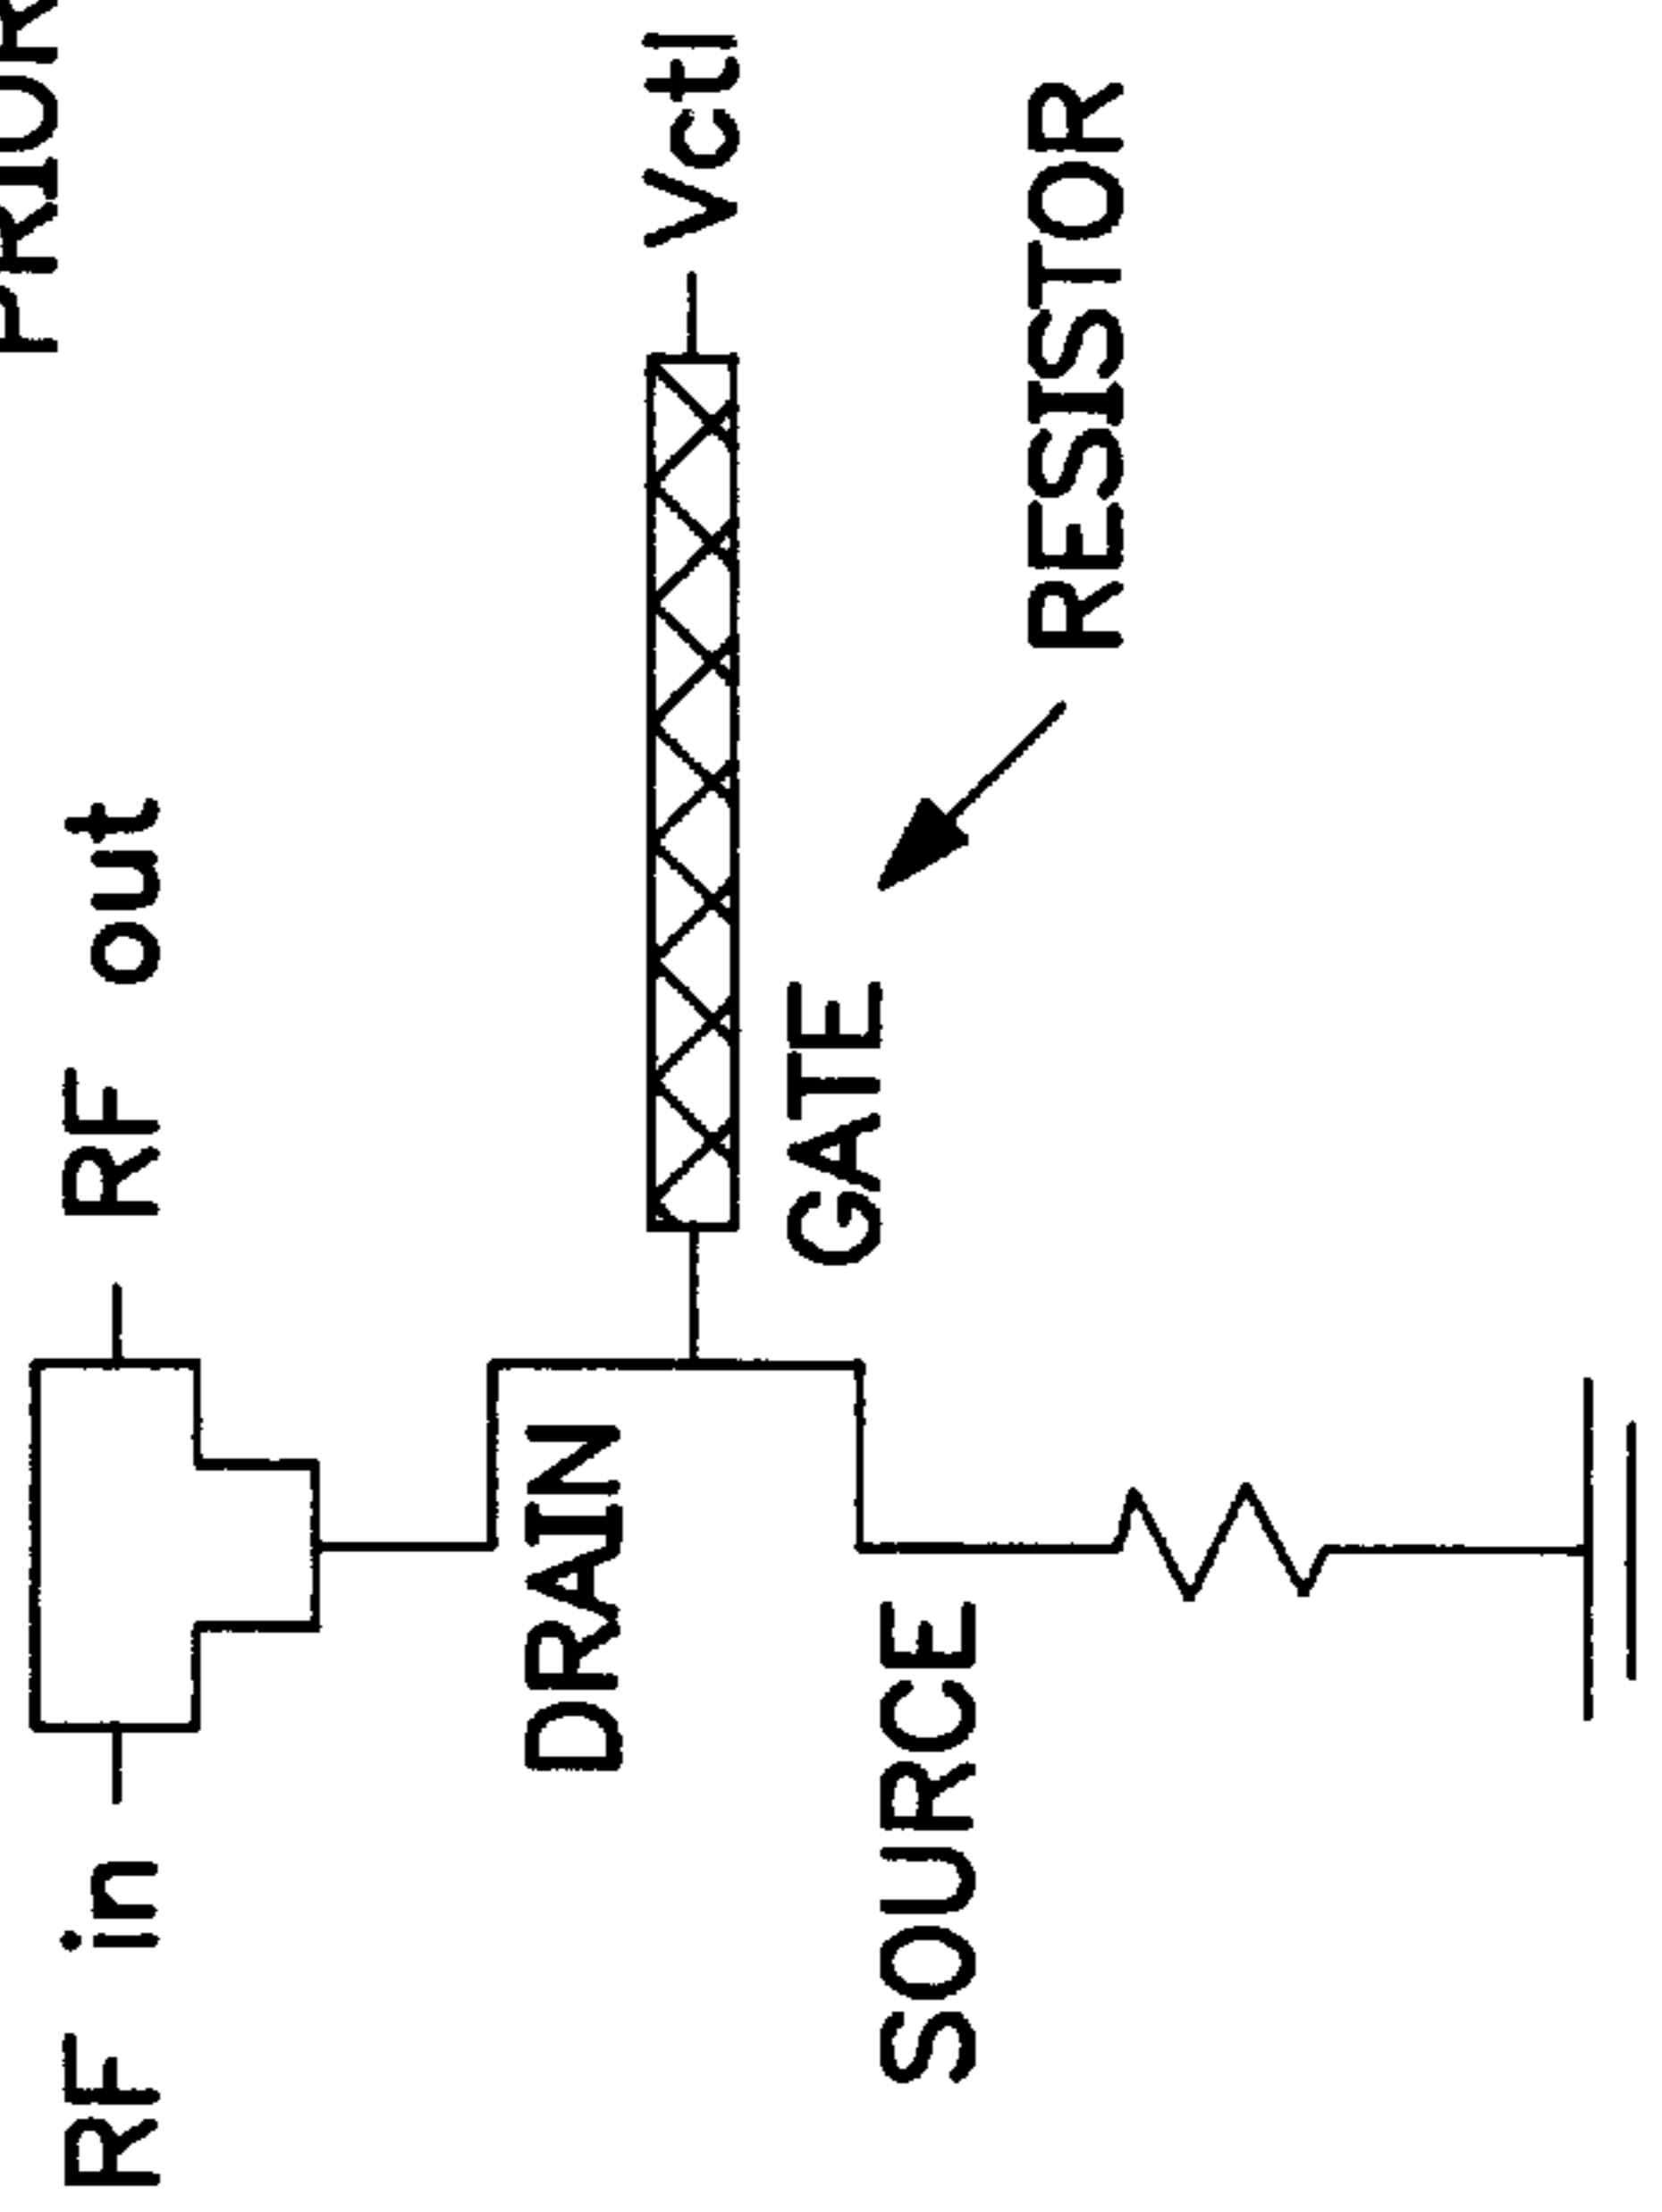 PRIOR
RF in
RF out
DRAIN
Vctl
GATE
SOURCE
RESISTOR